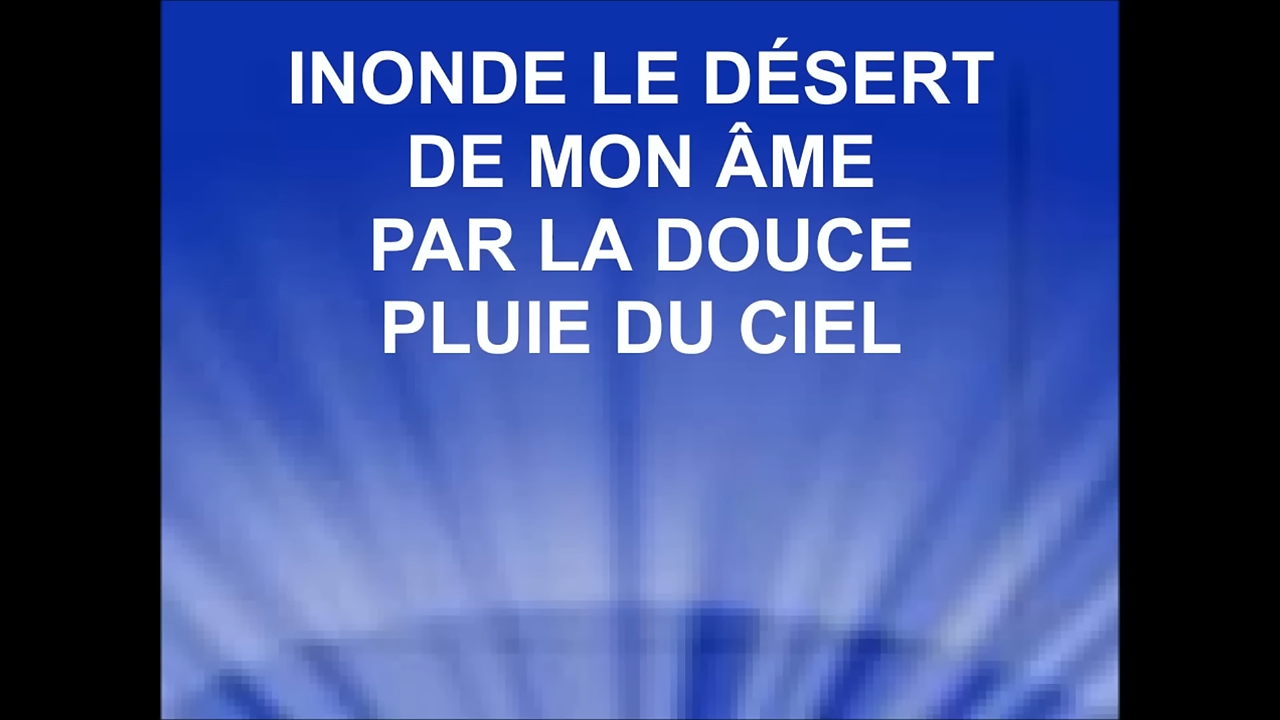 INONDE LE DÉSERT
DE MON ÂME
PAR LA DOUCE
PLUIE DU CIEL